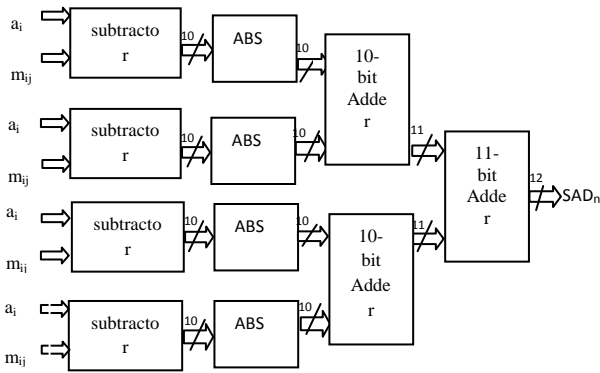 aᵢ
subtracto
r
mᵢⱼ
10
ABS
10
10-
bit
Adde
r
aᵢ
subtracto
r
mᵢⱼ
10
ABS
10
11
11-
bit
Adde
r
12
SADₙ
aᵢ
subtracto
r
mᵢⱼ
10
ABS
10
10-
bit
Adde
r
11
aᵢ
subtracto
r
mᵢⱼ
10
ABS
10